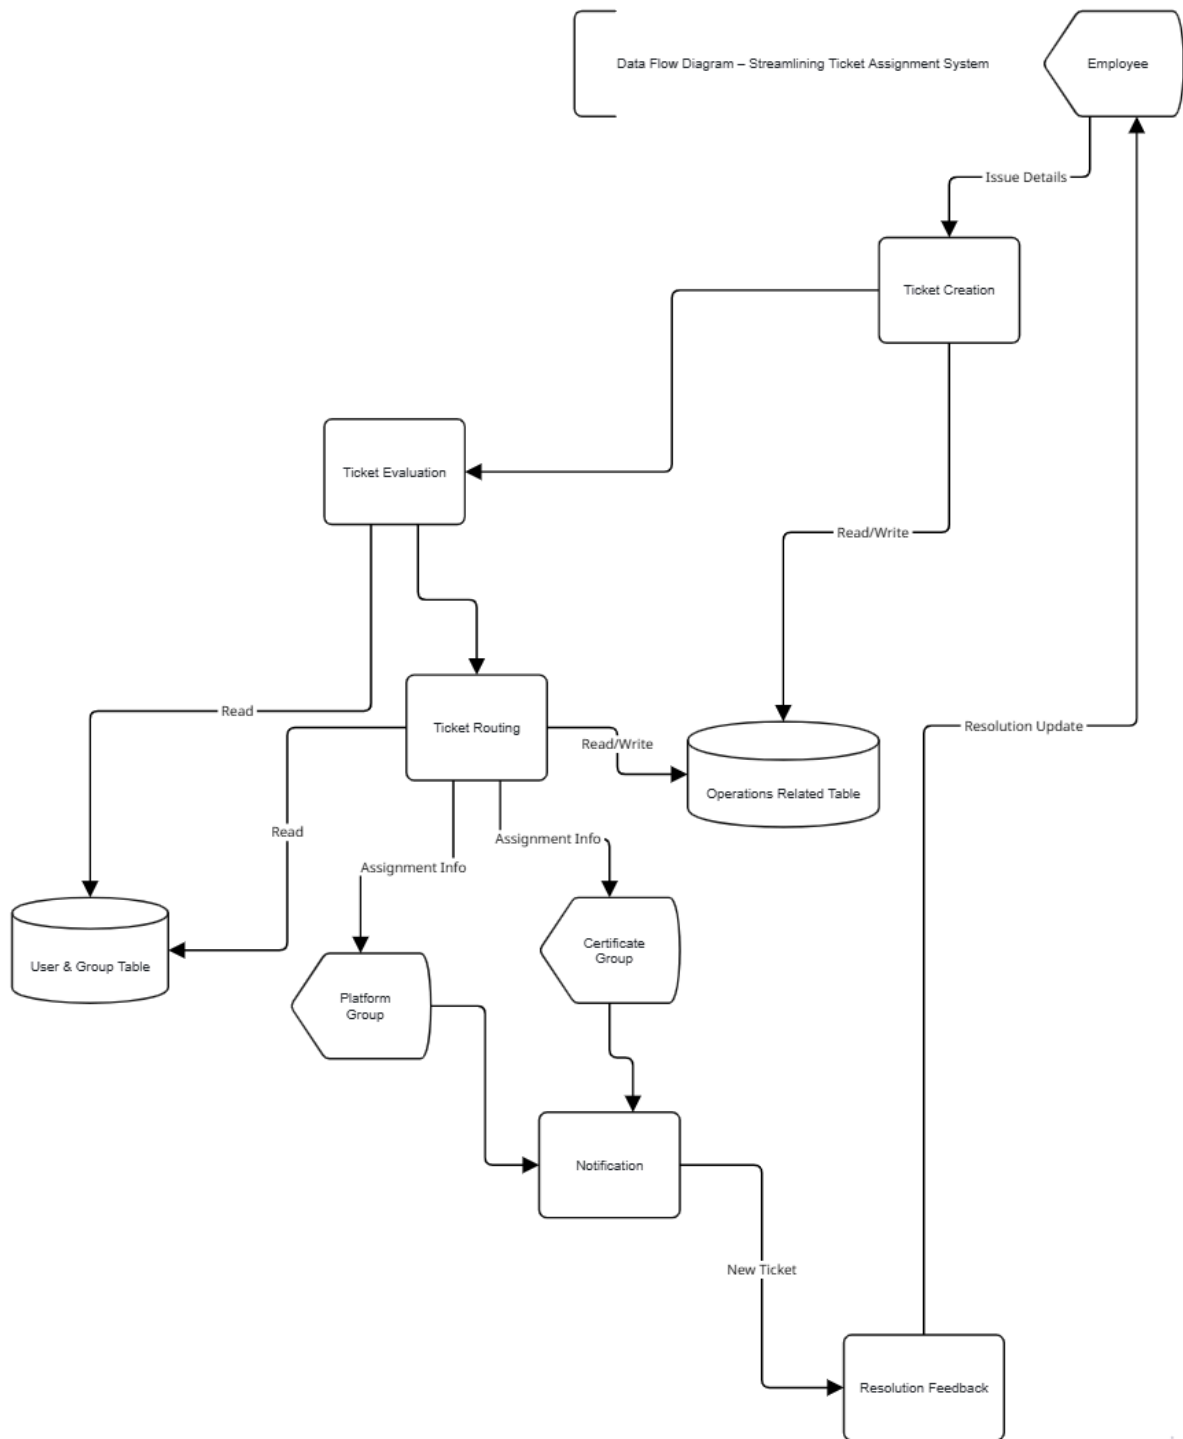 Data Flow Diagram – Streamlining Ticket Assignment System
Employee
Issue Details
Ticket Creation
Ticket Evaluation
Read/Write
Read
Ticket Routing
Read/Write
Resolution Update
Operations Related Table
Read
Assignment Info
Assignment Info
User & Group Table
Certificate
Group
Platform
Group
Notification
New Ticket
Resolution Feedback